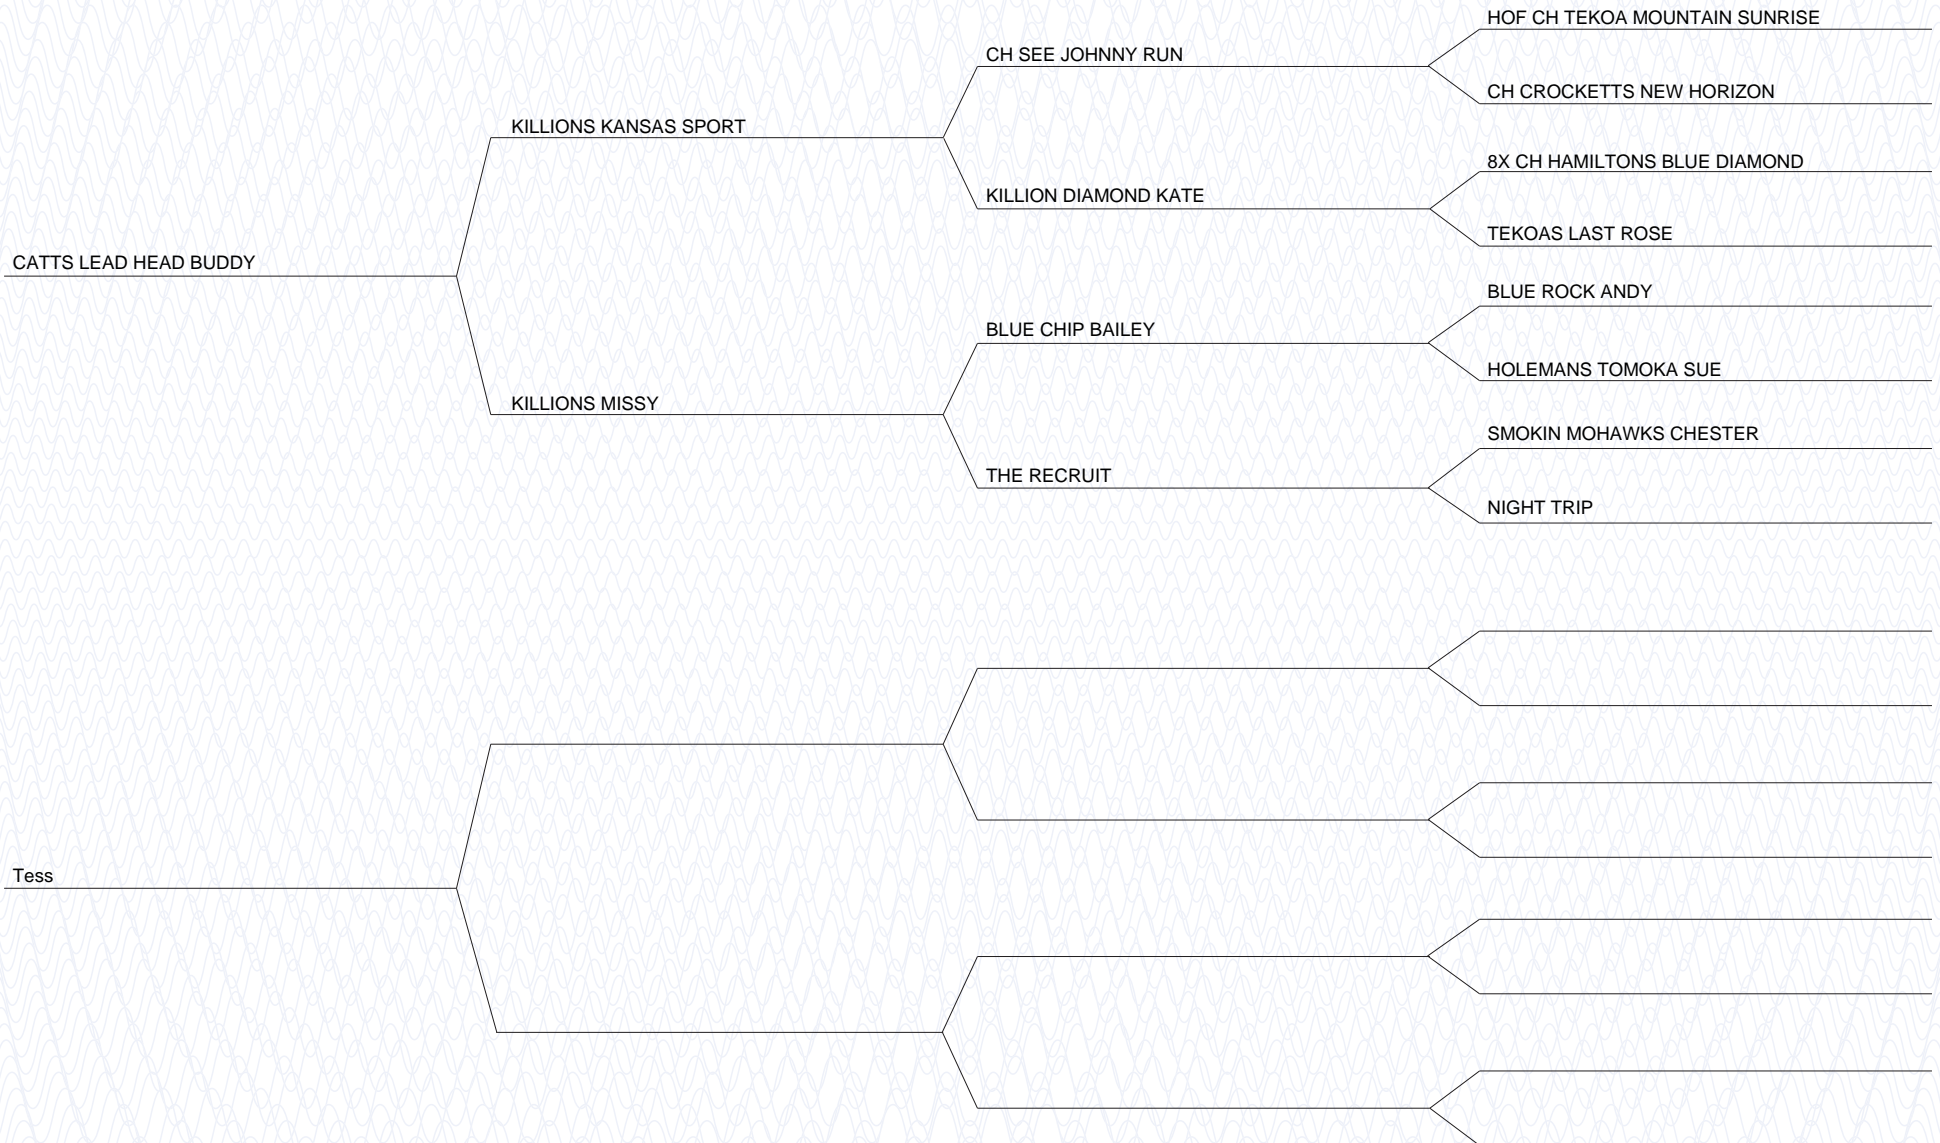 HOF CH TEKOA MOUNTAIN SUNRISE
CH SEE JOHNNY RUN
CH CROCKETTS NEW HORIZON
KILLIONS KANSAS SPORT
8X CH HAMILTONS BLUE DIAMOND
KILLION DIAMOND KATE
TEKOAS LAST ROSE
CATTS LEAD HEAD BUDDY
BLUE ROCK ANDY
BLUE CHIP BAILEY
HOLEMANS TOMOKA SUE
KILLIONS MISSY
SMOKIN MOHAWKS CHESTER
THE RECRUIT
NIGHT TRIP
Tess